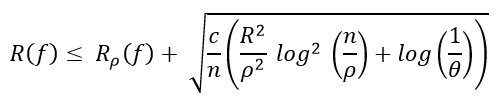 R(f) ≤ R_ρ(f) + √(c/n (R²/ρ² log² (n/ρ) + log (1/θ)))